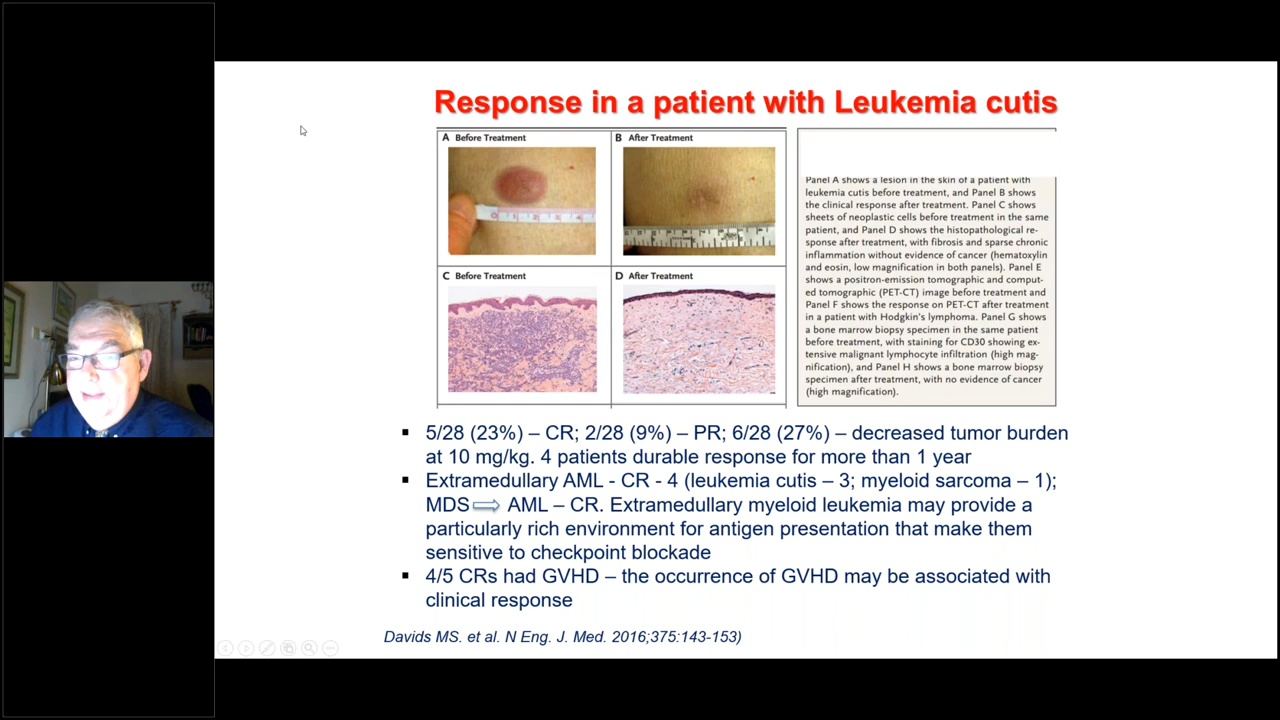 Response in a patient with Leukemia cutis
A Before Treatment
B After Treatment
C Before Treatment
D After Treatment
Panel A shows a lesion in the skin of a patient with
leukemia cutis before treatment, and Panel B shows
the clinical response after treatment. Panel C shows
sheets of neoplastic cells before treatment in the same
patient, and Panel D shows the histopathological re-
sponse after treatment, with fibrosis and sparse chronic
inflammation without evidence of cancer (hematoxylin
and eosin, low magnification in both panels). Panel E
shows a positron-emission tomographic and comput-
ed tomographic (PET-CT) image before treatment and
Panel F shows the response on PET-CT after treatment
in a patient with Hodgkin's lymphoma. Panel G shows
a bone marrow biopsy specimen in the same patient
before treatment, with staining for CD30 showing ex-
tensive malignant lymphocyte infiltration (high mag-
nification), and Panel H shows a bone marrow biopsy
specimen after treatment, with no evidence of cancer
(high magnification).
▪ 5/28 (23%) – CR; 2/28 (9%) – PR; 6/28 (27%) – decreased tumor burden
at 10 mg/kg. 4 patients durable response for more than 1 year
▪ Extramedullary AML - CR - 4 (leukemia cutis – 3; myeloid sarcoma – 1);
MDS ⇒ AML – CR. Extramedullary myeloid leukemia may provide a
particularly rich environment for antigen presentation that make them
sensitive to checkpoint blockade
▪ 4/5 CRs had GVHD – the occurrence of GVHD may be associated with
clinical response
Davids MS. et al. N Eng. J. Med. 2016;375:143-153)